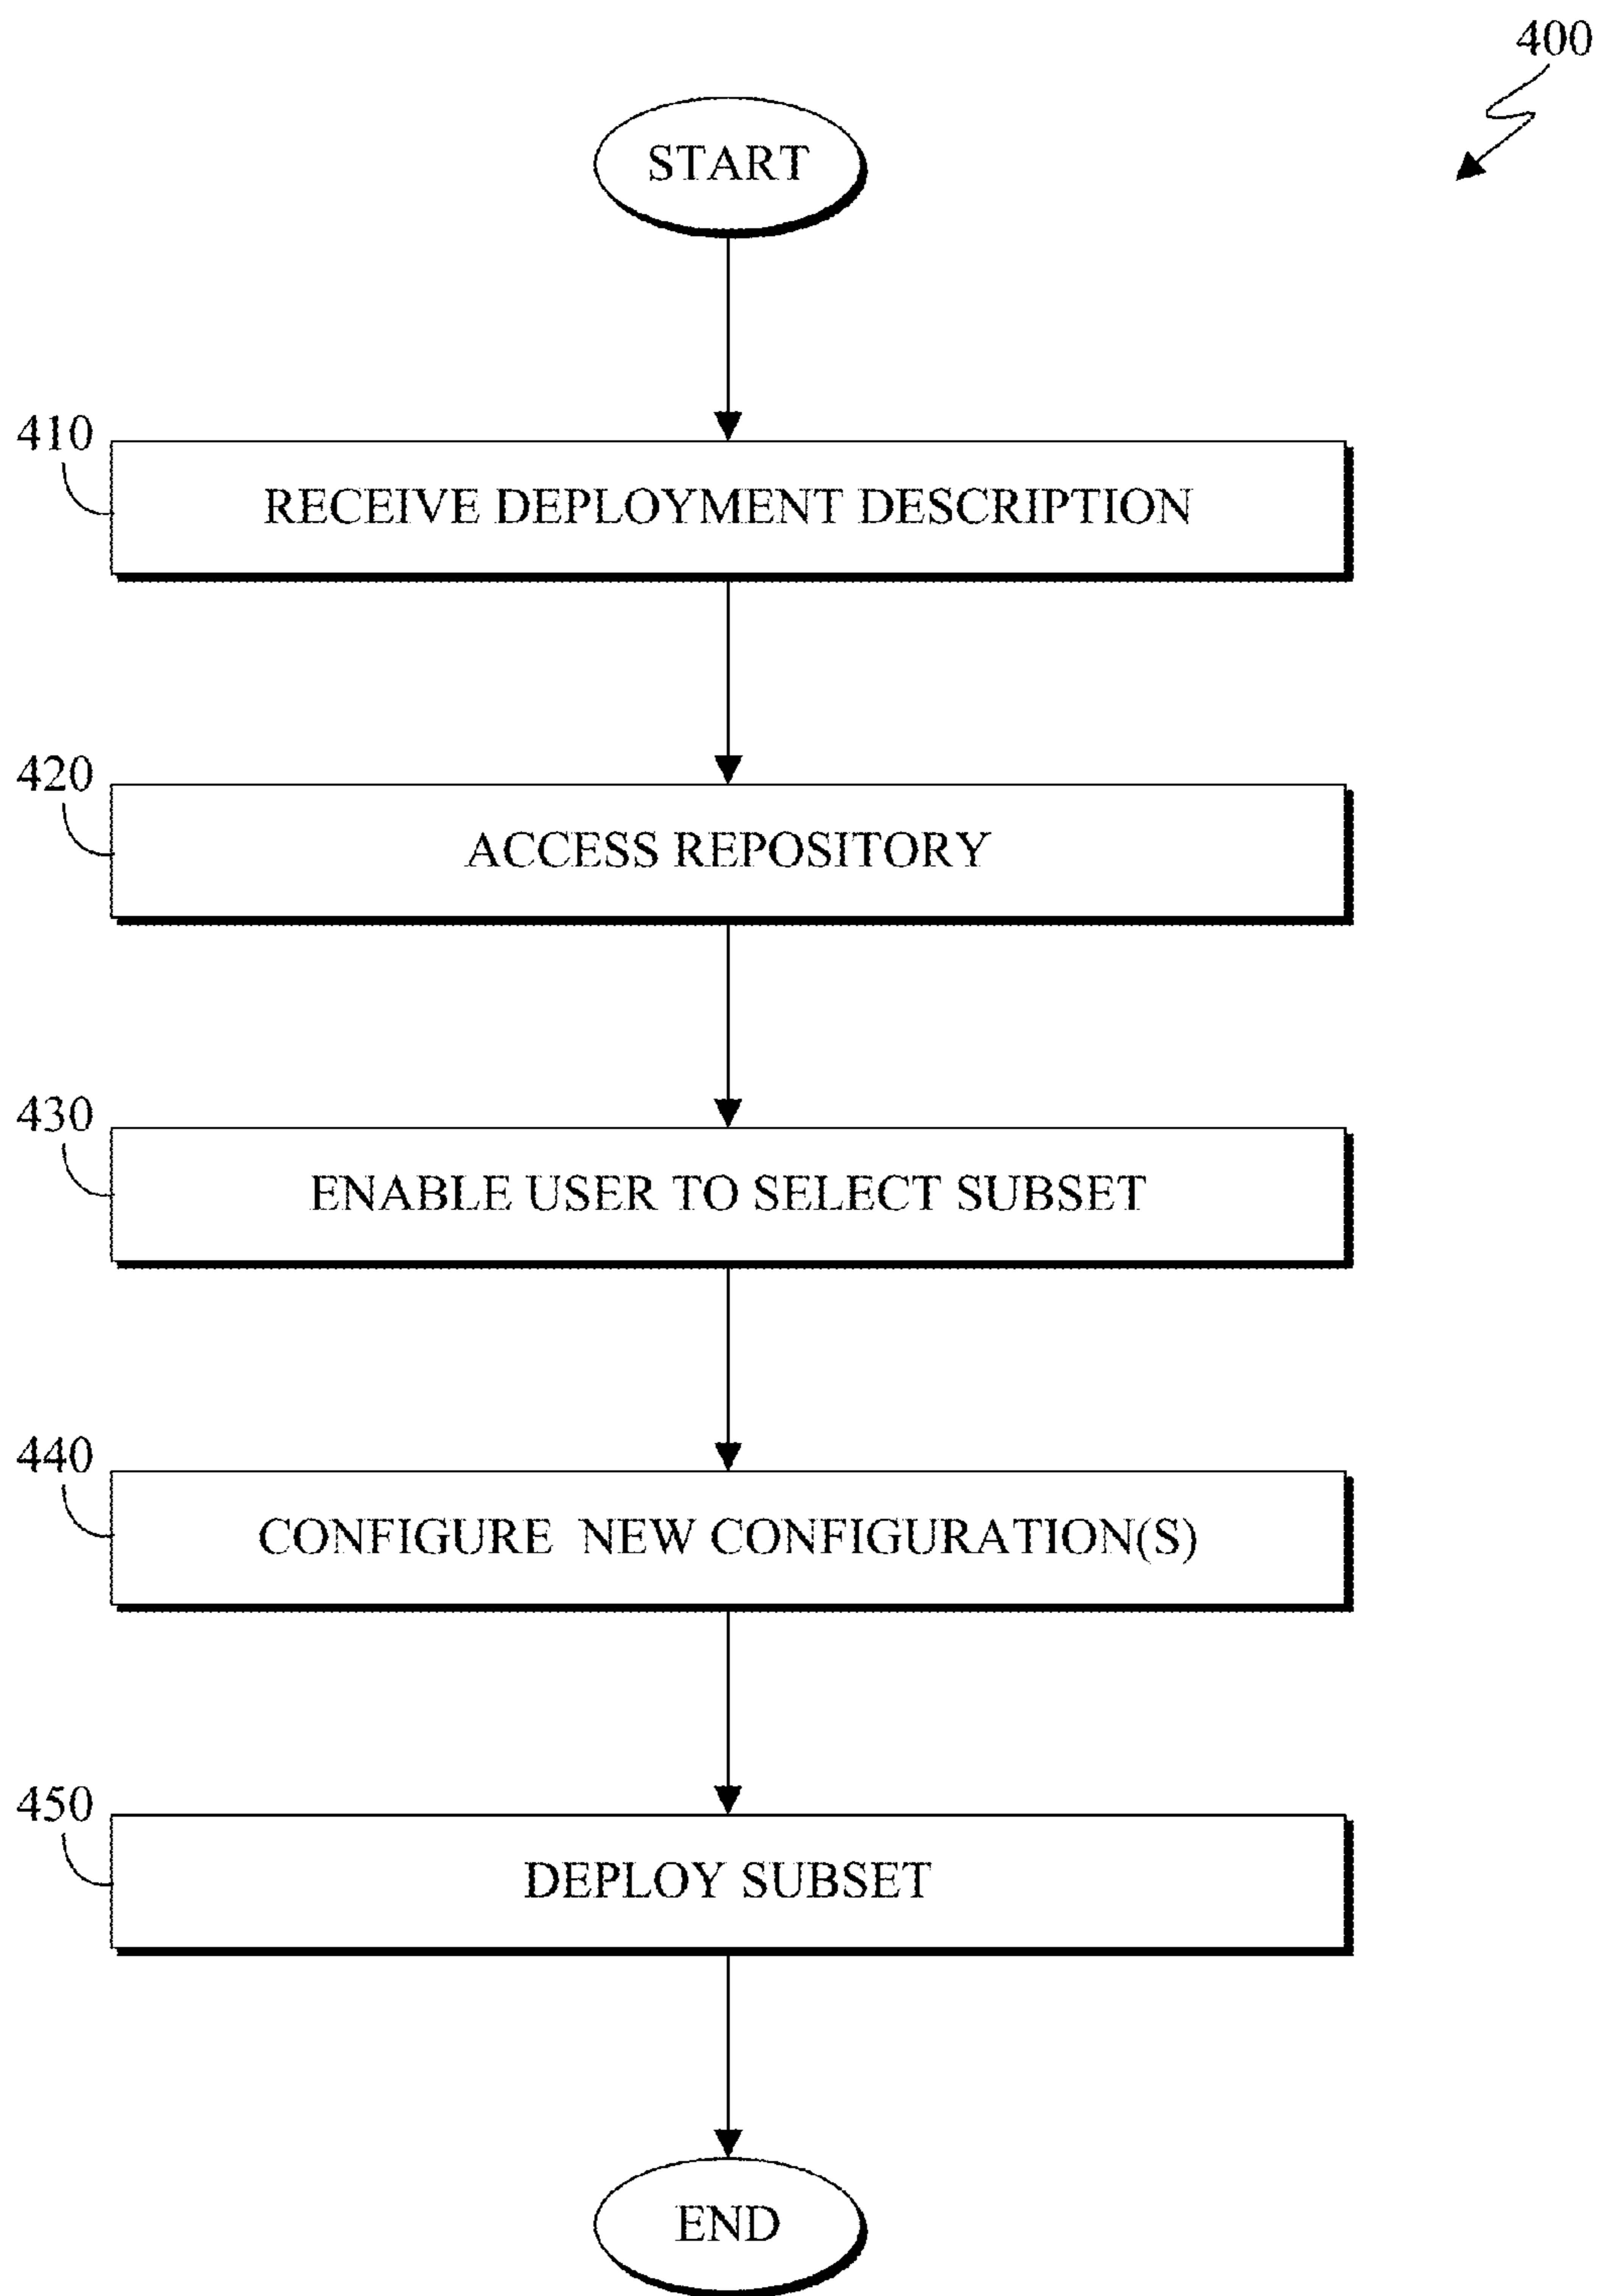 400
START
410
RECEIVE DEPLOYMENT DESCRIPTION
420
ACCESS REPOSITORY
430
ENABLE USER TO SELECT SUBSET
440
CONFIGURE NEW CONFIGURATION(S)
450
DEPLOY SUBSET
END